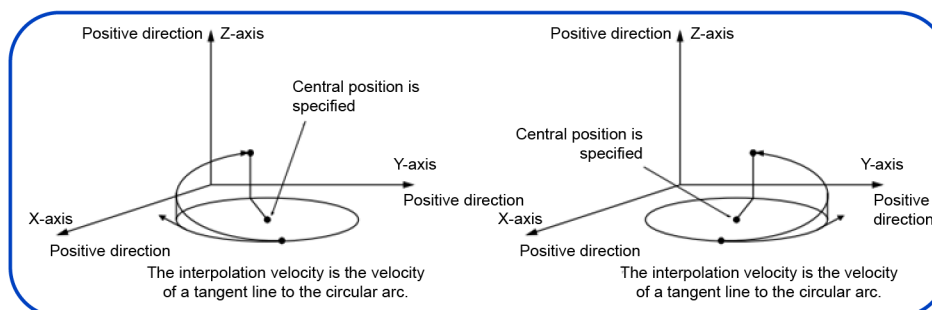 Positive direction
Z-axis
Central position is
specified
Y-axis
Positive direction
X-axis
Positive direction
The interpolation velocity is the velocity
of a tangent line to the circular arc.
Positive direction
Z-axis
Central position is
specified
Y-axis
Positive
direction
X-axis
Positive direction
The interpolation velocity is the velocity
of a tangent line to the circular arc.